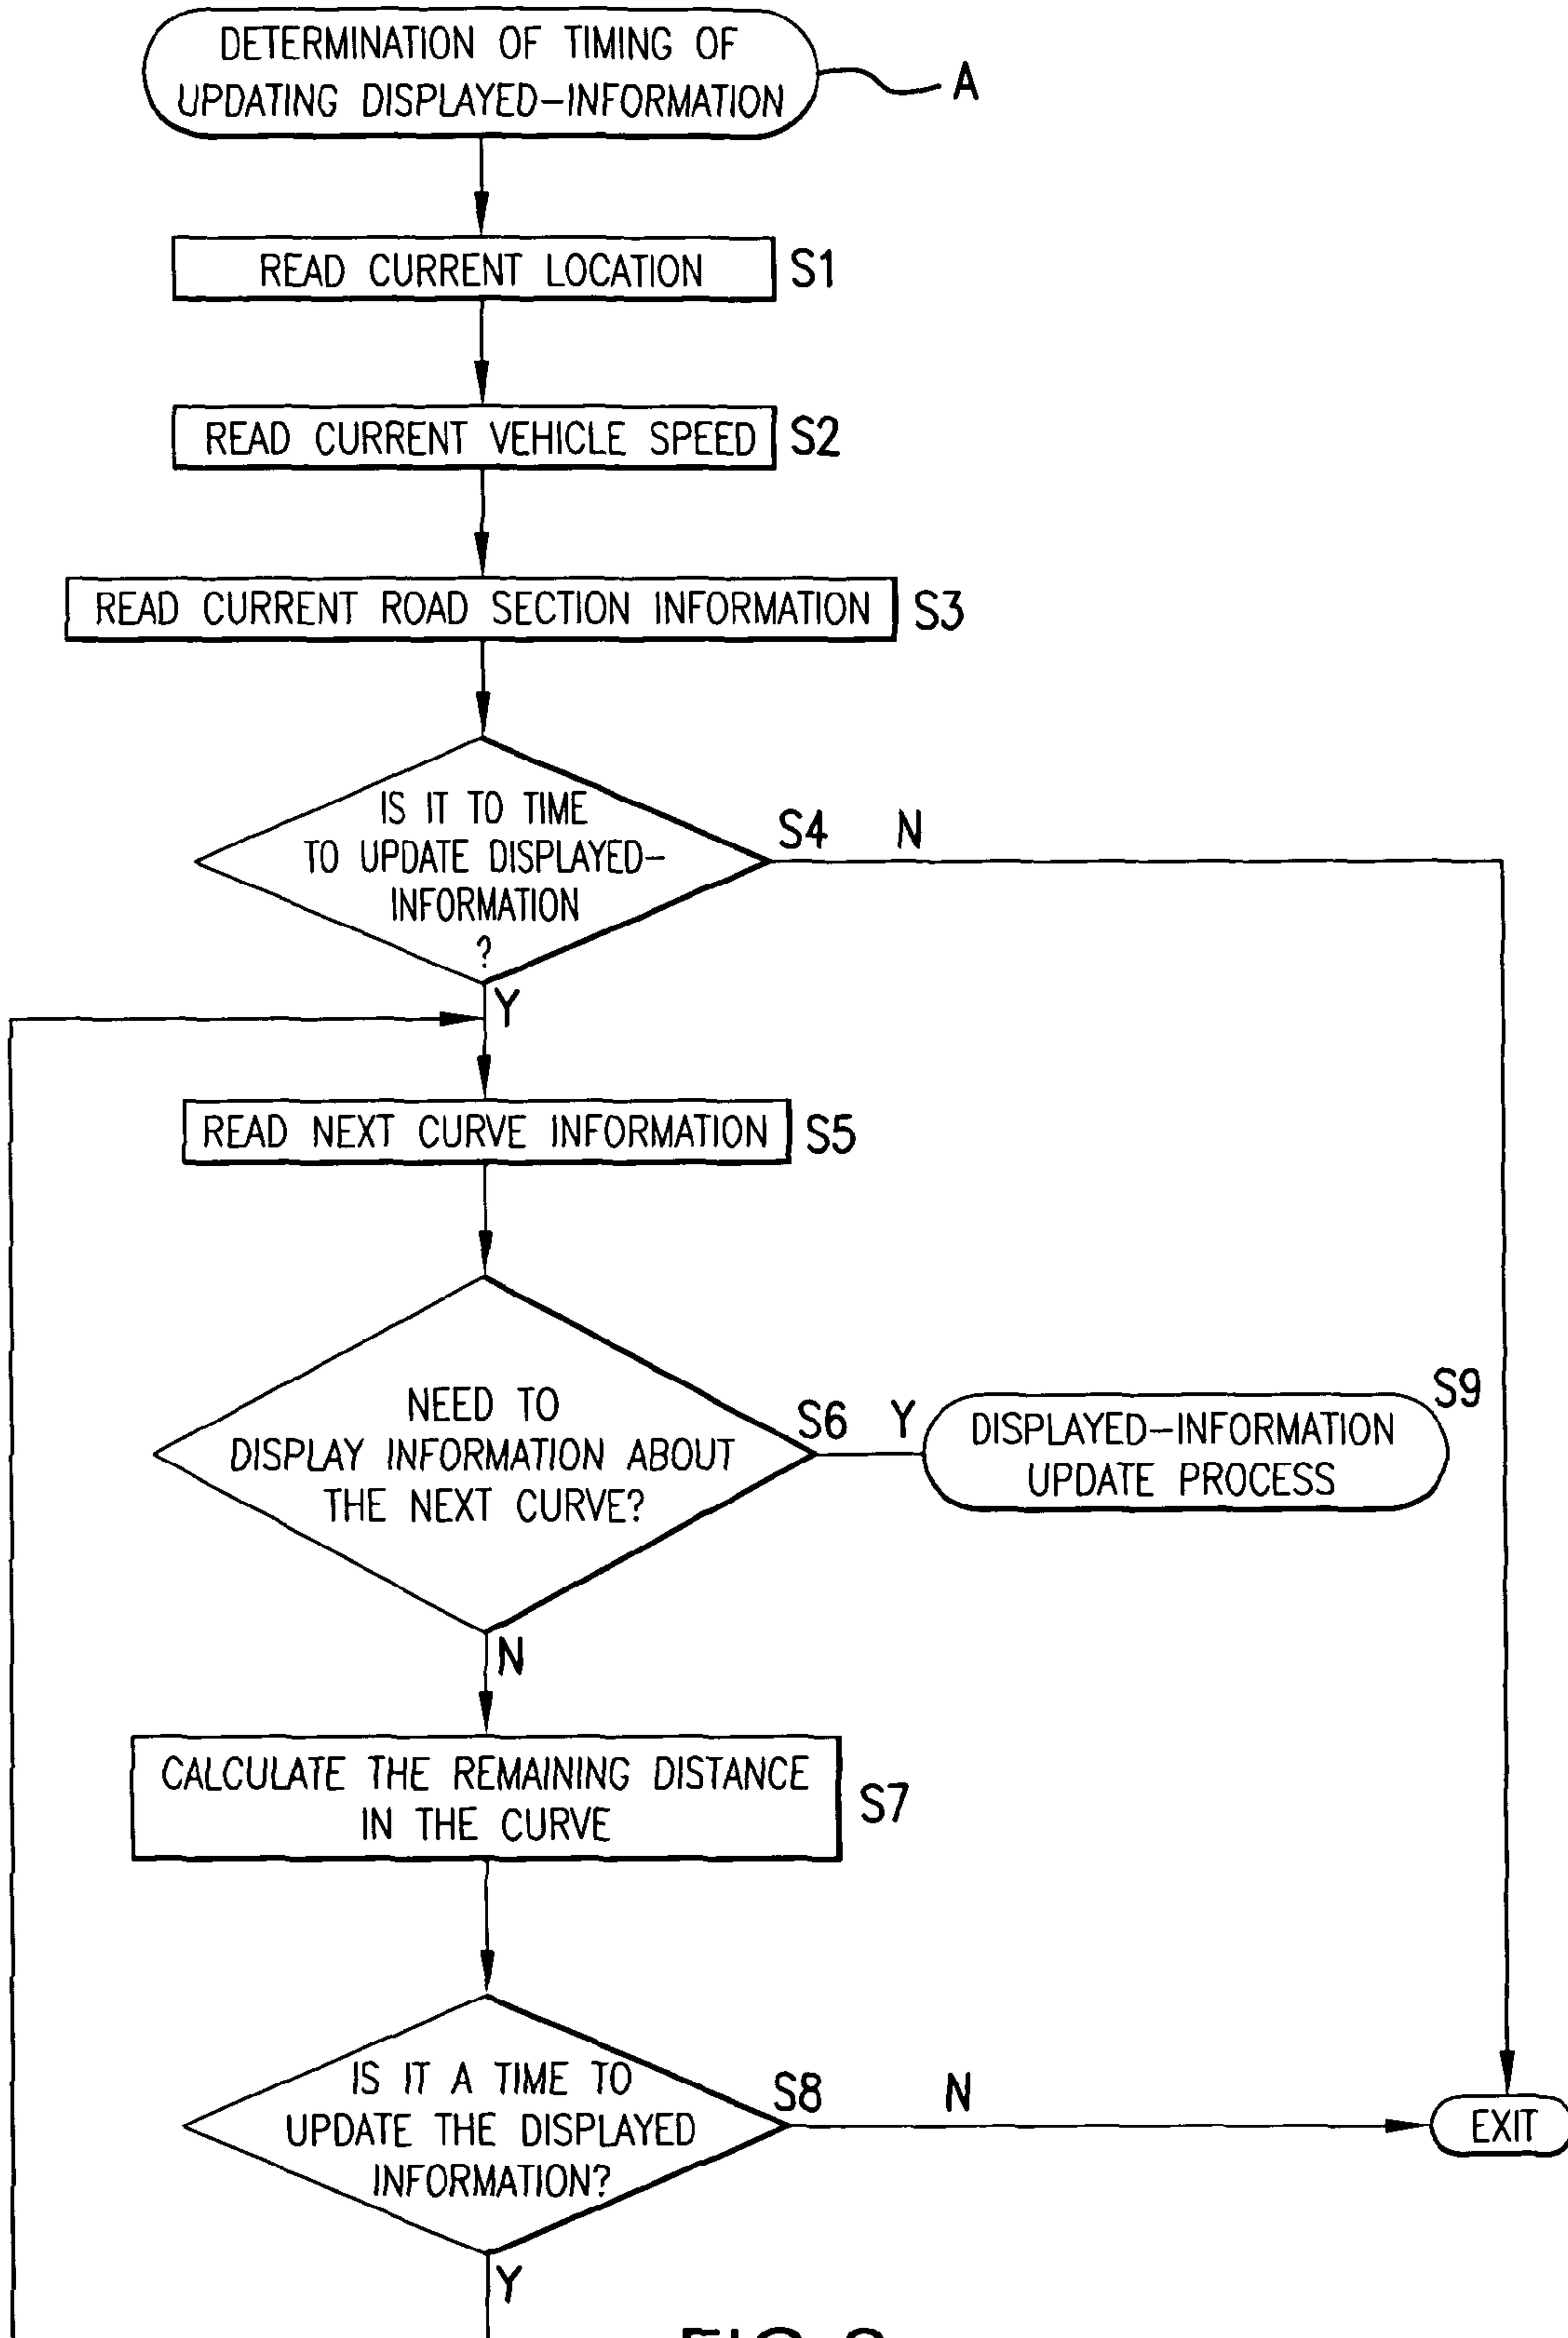 DETERMINATION OF TIMING OF
UPDATING DISPLAYED-INFORMATION
A
READ CURRENT LOCATION
S1
READ CURRENT VEHICLE SPEED
S2
READ CURRENT ROAD SECTION INFORMATION
S3
IS IT TO TIME
TO UPDATE DISPLAYED-
INFORMATION
?
S4
N
Y
READ NEXT CURVE INFORMATION
S5
NEED TO
DISPLAY INFORMATION ABOUT
THE NEXT CURVE?
S6
Y
DISPLAYED-INFORMATION
UPDATE PROCESS
S9
N
CALCULATE THE REMAINING DISTANCE
IN THE CURVE
S7
IS IT A TIME TO
UPDATE THE DISPLAYED
INFORMATION?
S8
N
EXIT
Y